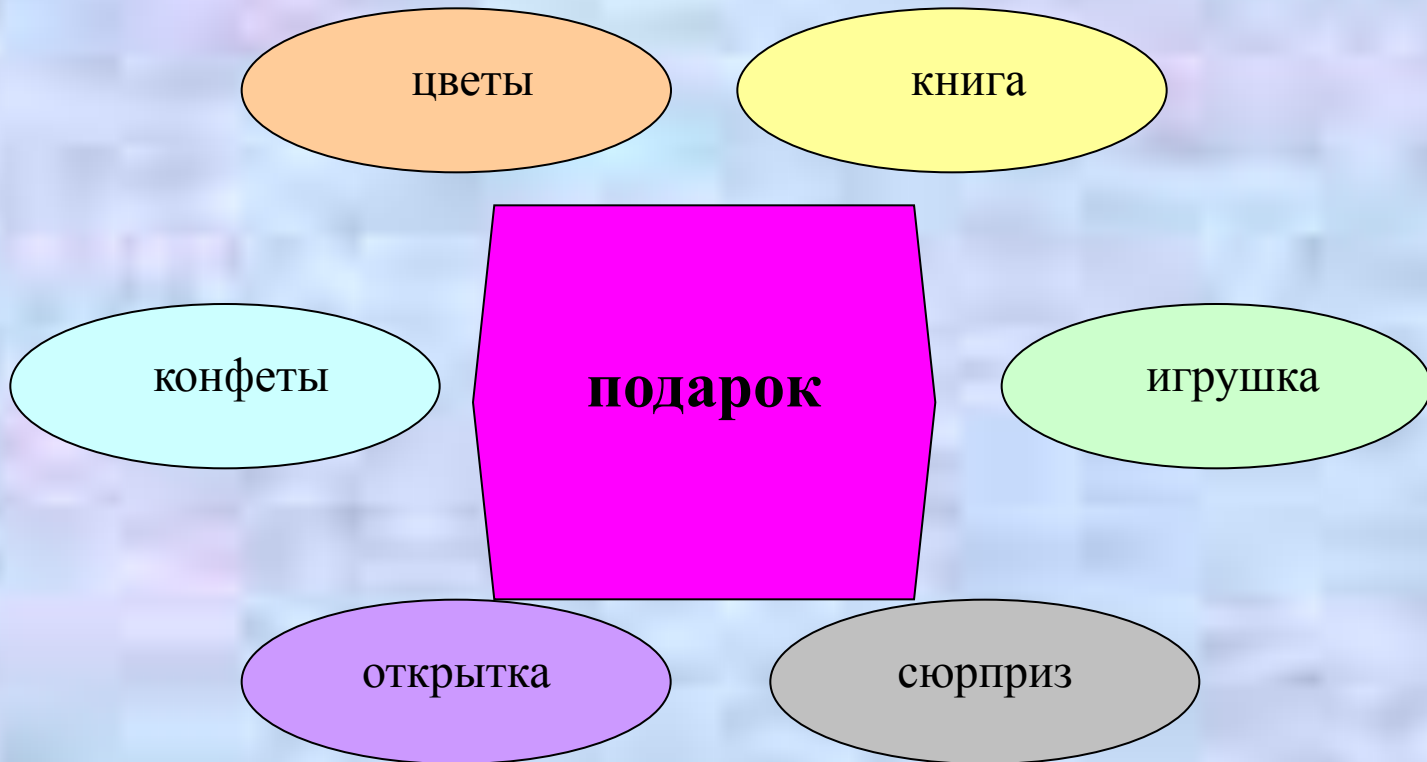 цветы
книга
конфеты
подарок
игрушка
открытка
сюрприз